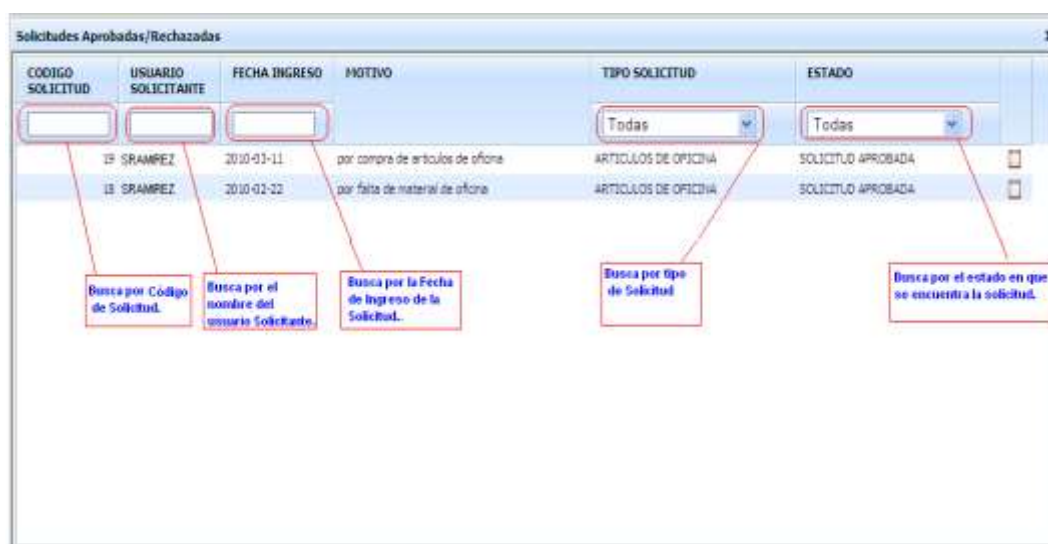 Solicitudes Aprobadas/Rechazadas
CODIGO SOLICITUD
USUARIO SOLICITANTE
FECHA INGRESO
MOTIVO
TIPO SOLICITUD
ESTADO
Todas
Todas
19 SRAMIREZ 2010-03-11 por compra de articulos de oficina ARTICULOS DE OFICINA SOLICITUD APROBADA
18 SRAMIREZ 2010-02-22 por falta de material de oficina ARTICULOS DE OFICINA SOLICITUD APROBADA
Busca por Código
de Solicitud.
Busca por el
nombre del
usuario Solicitante.
Busca por la Fecha
de Ingreso de la
Solicitud.
Busca por tipo
de Solicitud
Busca por el estado en que
se encuentra la solicitud.